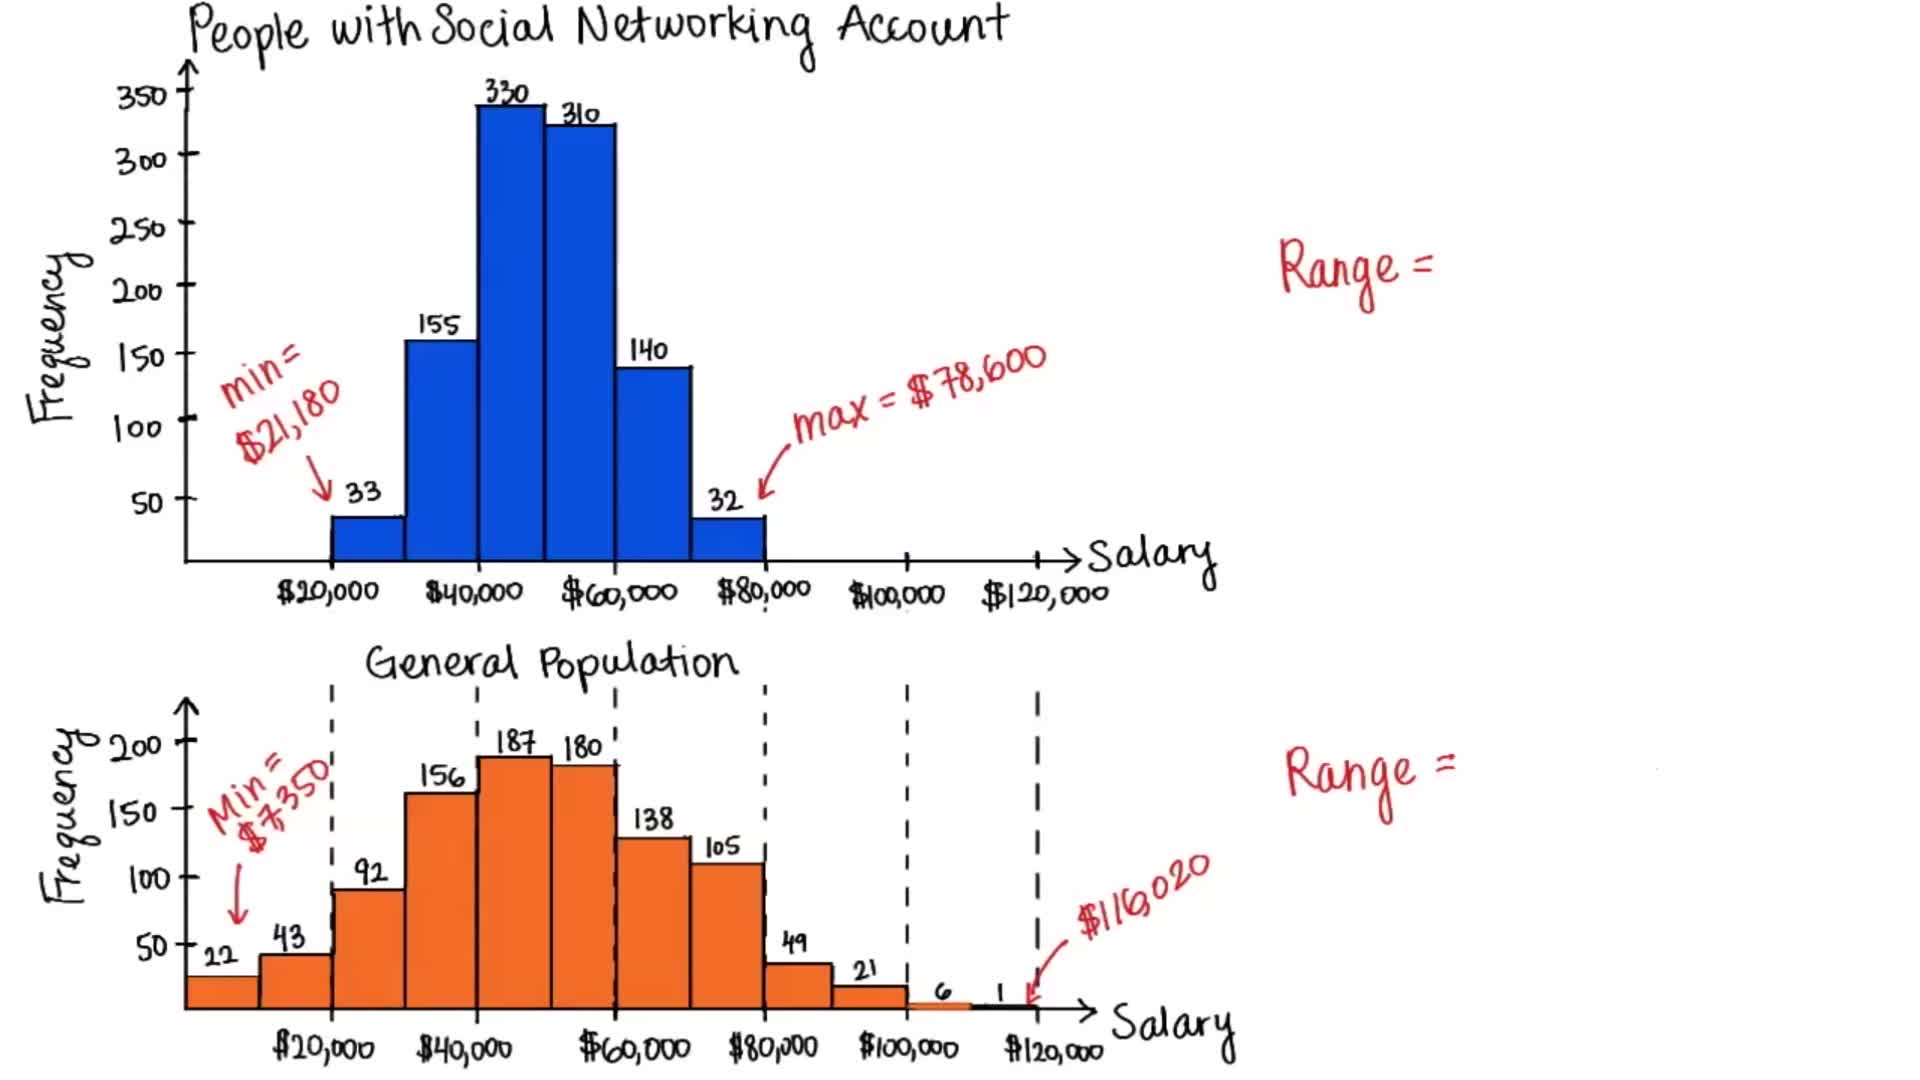 People with Social Networking Account
350
300
250
200
150
100
50
Frequency
33
155
330
310
140
32
min =
$21,180
max = $78,600
Range =
Salary
$20,000 $40,000 $60,000 $80,000 $100,000 $120,000
General Population
200
150
100
50
Frequency
22
43
92
156
187
180
138
105
49
21
6
1
Min =
$7,350
$116,020
Range =
Salary
$20,000 $40,000 $60,000 $80,000 $100,000 $120,000